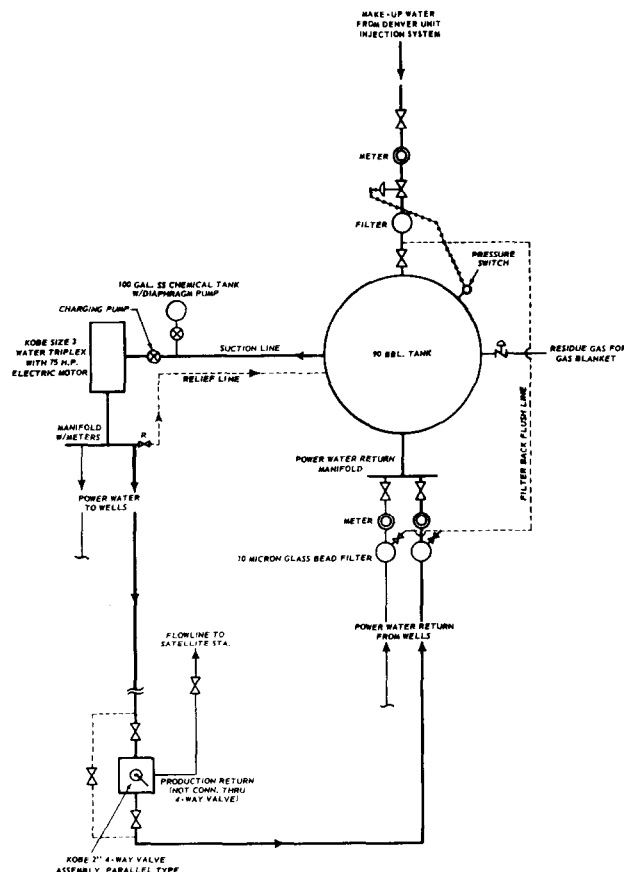 MAKE-UP WATER
FROM DENVER UNIT
INJECTION SYSTEM
METER
FILTER
PRESSURE
SWITCH
100 GAL. SS CHEMICAL TANK
W/DIAPHRAGM PUMP
CHARGING PUMP
KOBE SIZE 3
WATER TRIPLEX
WITH 75 H.P.
ELECTRIC MOTOR
SUCTION LINE
90 BBL. TANK
RESIDUE GAS FOR
GAS BLANKET
RELIEF LINE
MANIFOLD
W/METERS
R
FILTER BACK FLUSH LINE
POWER WATER RETURN
MANIFOLD
POWER WATER
TO WELLS
METER
10 MICRON GLASS BEAD FILTER
POWER WATER RETURN
FROM WELLS
FLOWLINE TO
SATELLITE STA.
PRODUCTION RETURN
(NOT CONN. THRU
4-WAY VALVE)
KOBE 2" 4-WAY VALVE
ASSEMBLY, PARALLEL TYPE